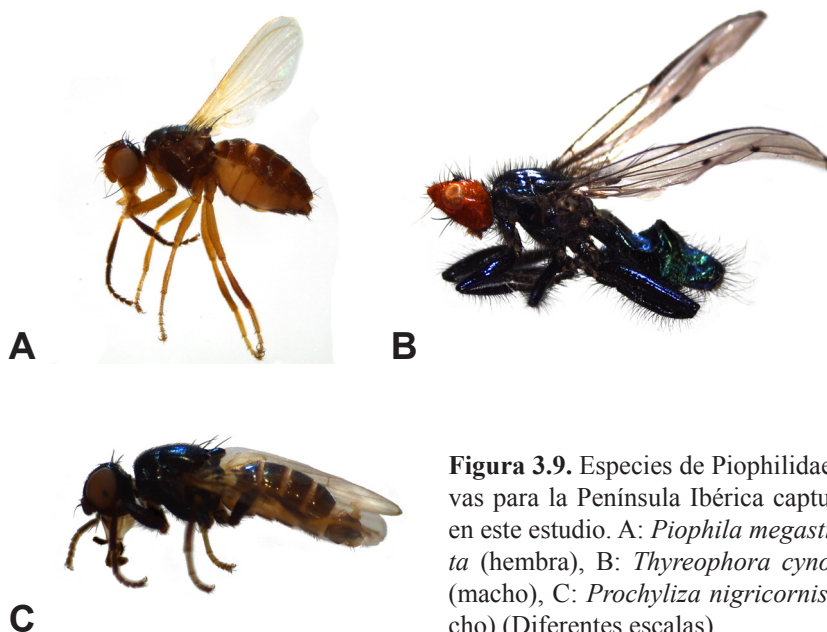 A
B
C
Figura 3.9. Especies de Piophilidae
vas para la Península Ibérica captu
en este estudio. A: Piophila megasti
ta (hembra), B: Thyreophora cyno
(macho), C: Prochyliza nigricornis
cho) (Diferentes escalas)